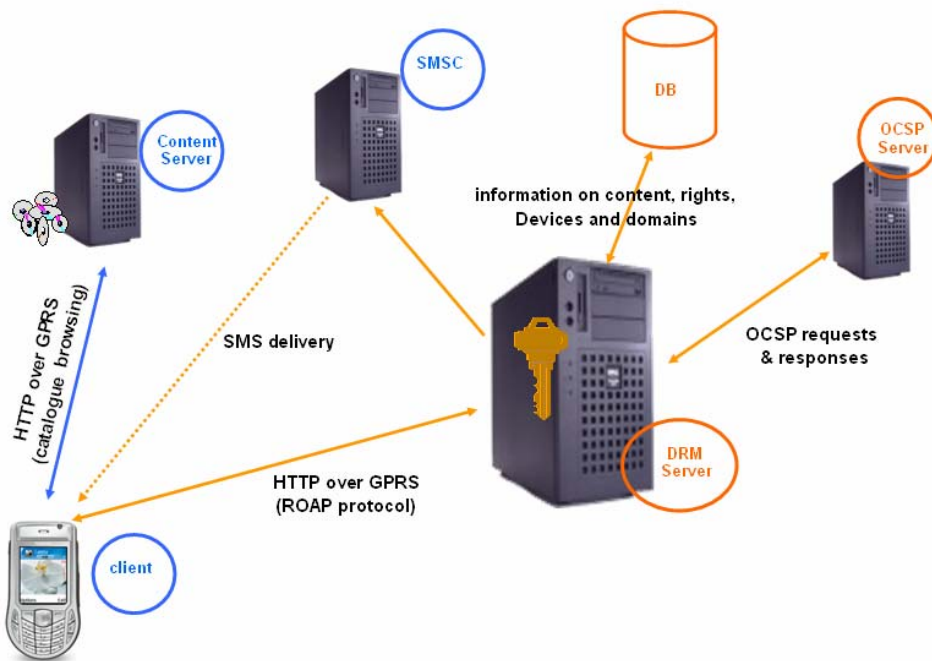 SMSC
DB
Content
Server
OCSP
Server
information on content, rights,
Devices and domains
HTTP over GPRS
(catalogue browsing)
SMS delivery
OCSP requests
& responses
DRM
Server
HTTP over GPRS
(ROAP protocol)
client